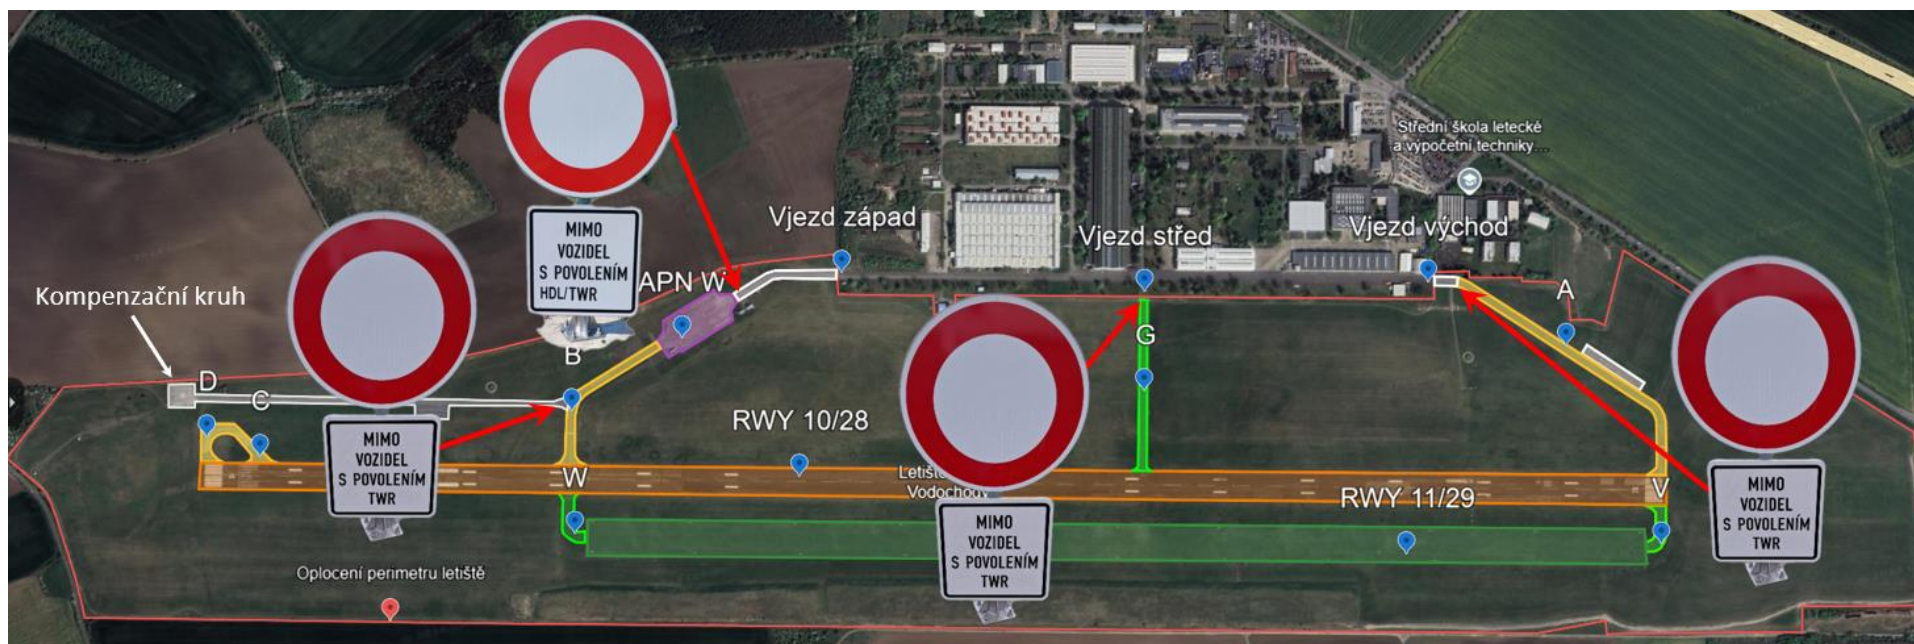 MIMO
VOZIDEL
S POVOLENÍM
HDL/TWR
Střední škola letecké
a výpočetní techniky...
Vjezd západ
Vjezd střed
Vjezd východ
APN W
Kompenzační kruh
A
B
G
D
C
MIMO
VOZIDEL
S POVOLENÍM
TWR
RWY 10/28
W
Letiště
Vodochody
RWY 11/29
V
MIMO
VOZIDEL
S POVOLENÍM
TWR
MIMO
VOZIDEL
S POVOLENÍM
TWR
Oplocení perimetru letiště